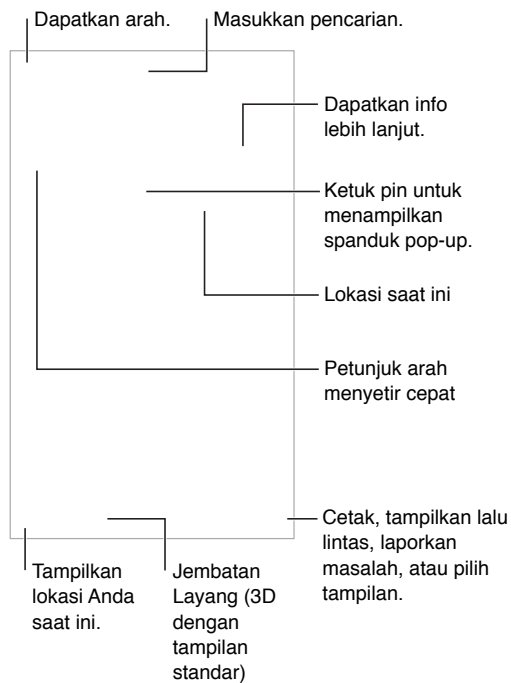 Dapatkan arah.
Masukkan pencarian.
Dapatkan info
lebih lanjut.
Ketuk pin untuk
menampilkan
spanduk pop-up.
Lokasi saat ini
Petunjuk arah
menyetir cepat
Cetak, tampilkan lalu
lintas, laporkan
masalah, atau pilih
tampilan.
Tampilkan
lokasi Anda
saat ini.
Jembatan
Layang (3D
dengan
tampilan
standar)